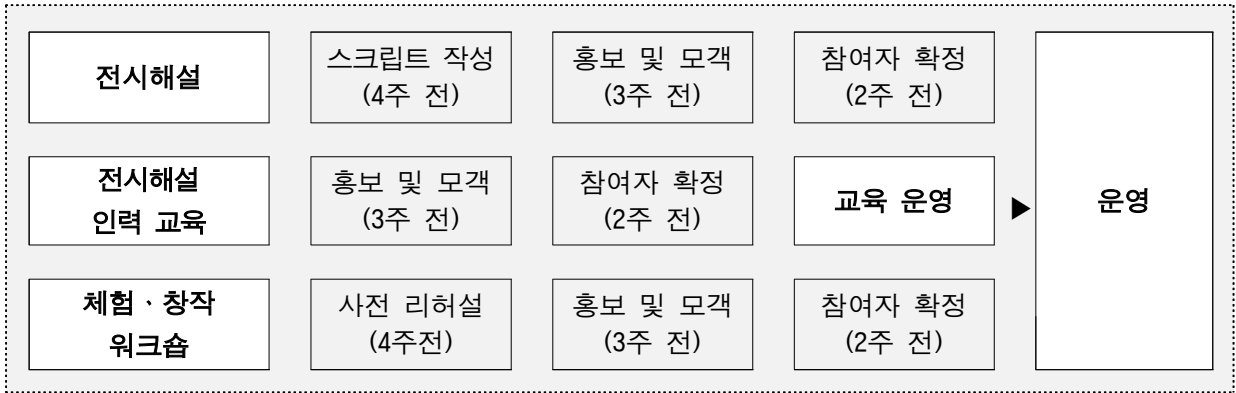 전시해설
스크립트 작성
(4주 전)
홍보 및 모객
(3주 전)
참여자 확정
(2주 전)
전시해설
인력 교육
홍보 및 모객
(3주 전)
참여자 확정
(2주 전)
교육 운영
▶
운영
체험 · 창작
워크숍
사전 리허설
(4주전)
홍보 및 모객
(3주 전)
참여자 확정
(2주 전)